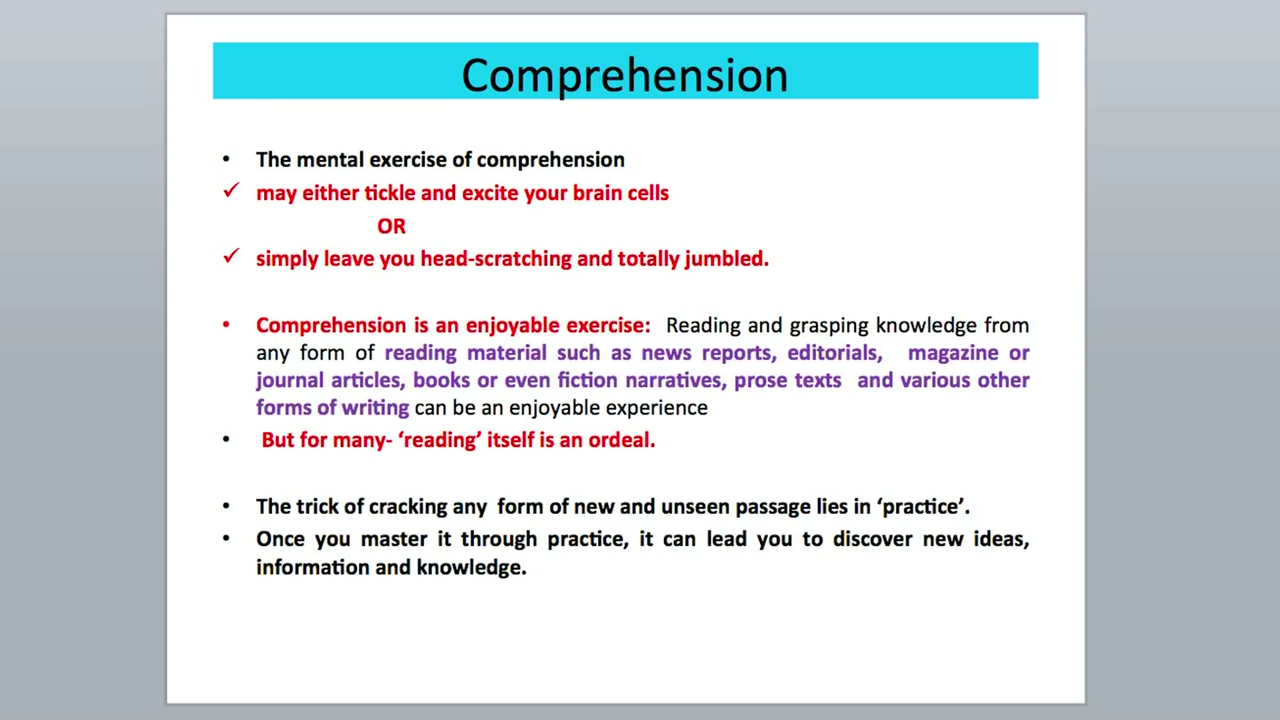 Comprehension
• The mental exercise of comprehension
✓ may either tickle and excite your brain cells
OR
✓ simply leave you head-scratching and totally jumbled.
• Comprehension is an enjoyable exercise: Reading and grasping knowledge from
any form of reading material such as news reports, editorials, magazine or
journal articles, books or even fiction narratives, prose texts and various other
forms of writing can be an enjoyable experience
• But for many- ‘reading’ itself is an ordeal.
• The trick of cracking any form of new and unseen passage lies in ‘practice’.
• Once you master it through practice, it can lead you to discover new ideas,
information and knowledge.